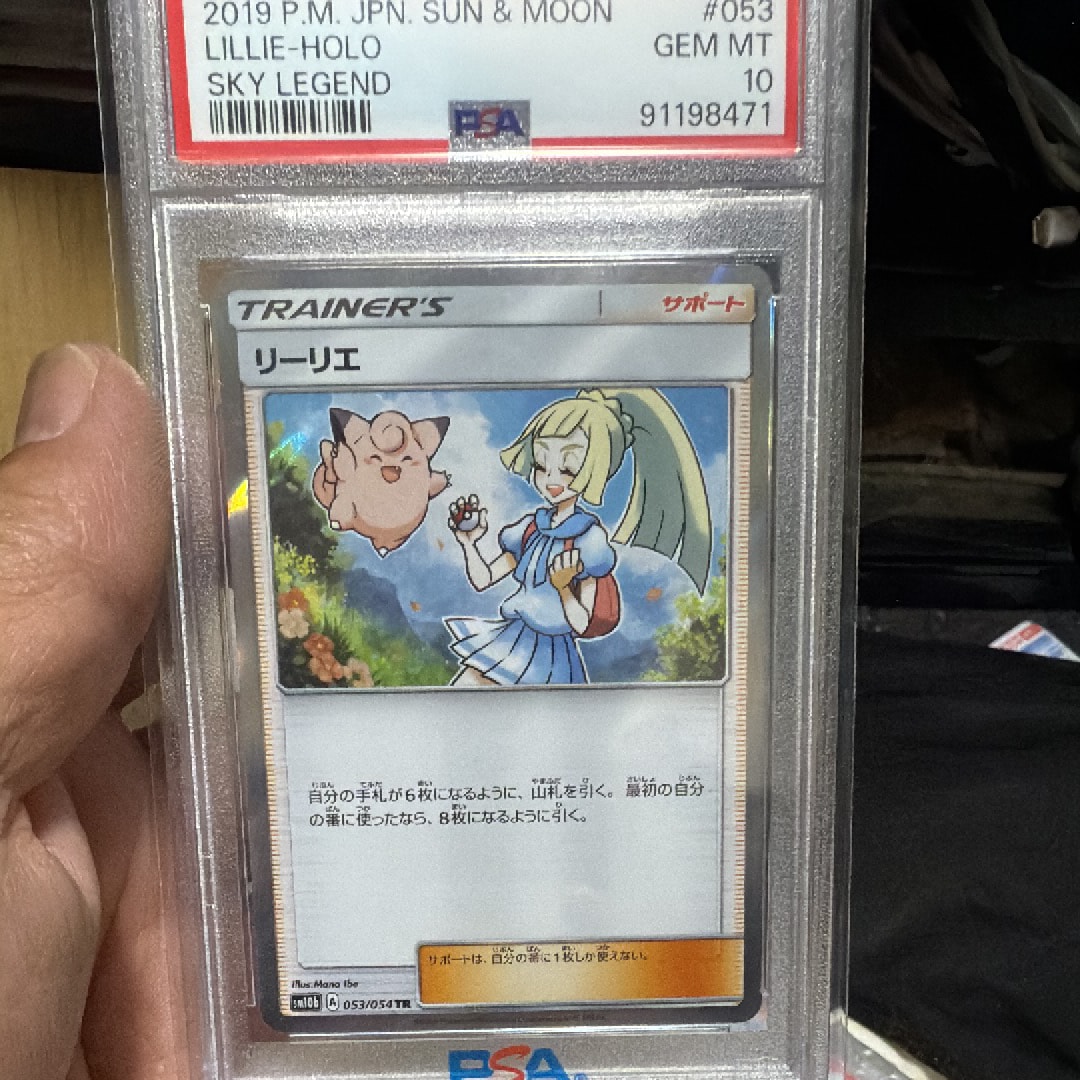 2019 P.M. JPN. SUN & MOON #053
LILLIE-HOLO GEM MT
SKY LEGEND 10
PSA 91198471
TRAINER'S サポート
リーリエ
自分の手札が6枚になるように、山札を引く。最初の自分
の番に使ったなら、8枚になるように引く。
サポートは、自分の番に1枚しか使えない。
illus. Mana Ibe
sm10b A 053/054 TR
PSA